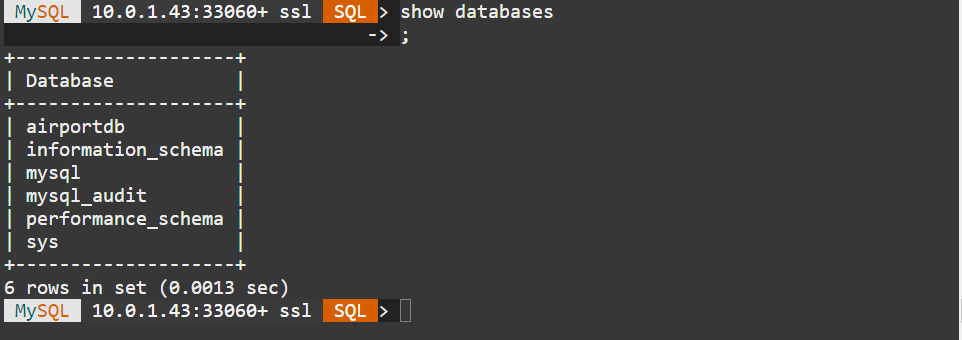 MySQL 10.0.1.43:33060+ ssl SQL > show databases
-> ;
+--------------------+
| Database           |
+--------------------+
| airportdb          |
| information_schema |
| mysql              |
| mysql_audit        |
| performance_schema |
| sys                |
+--------------------+
6 rows in set (0.0013 sec)
MySQL 10.0.1.43:33060+ ssl SQL >